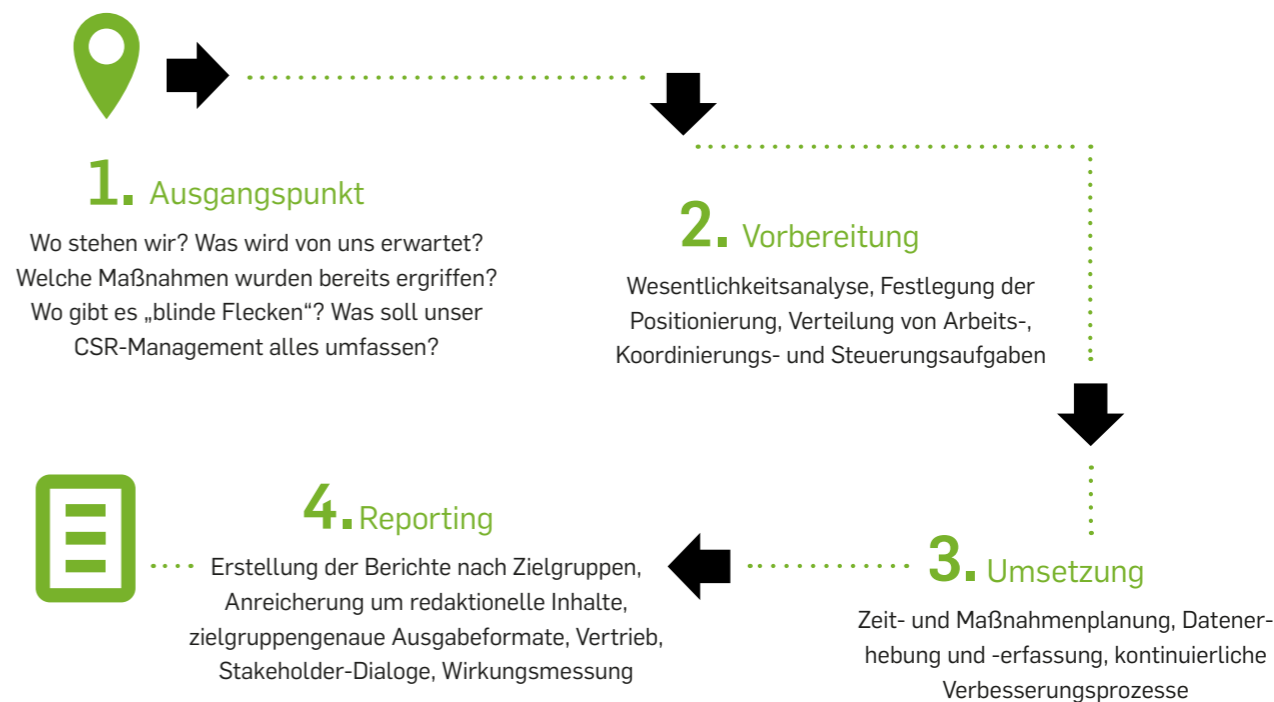 1. Ausgangspunkt
Wo stehen wir? Was wird von uns erwartet?
Welche Maßnahmen wurden bereits ergriffen?
Wo gibt es „blinde Flecken“? Was soll unser
CSR-Management alles umfassen?
2. Vorbereitung
Wesentlichkeitsanalyse, Festlegung der
Positionierung, Verteilung von Arbeits-,
Koordinierungs- und Steuerungsaufgaben
3. Umsetzung
Zeit- und Maßnahmenplanung, Datener-
hebung und -erfassung, kontinuierliche
Verbesserungsprozesse
4. Reporting
Erstellung der Berichte nach Zielgruppen,
Anreicherung um redaktionelle Inhalte,
zielgruppengenaue Ausgabeformate, Vertrieb,
Stakeholder-Dialoge, Wirkungsmessung